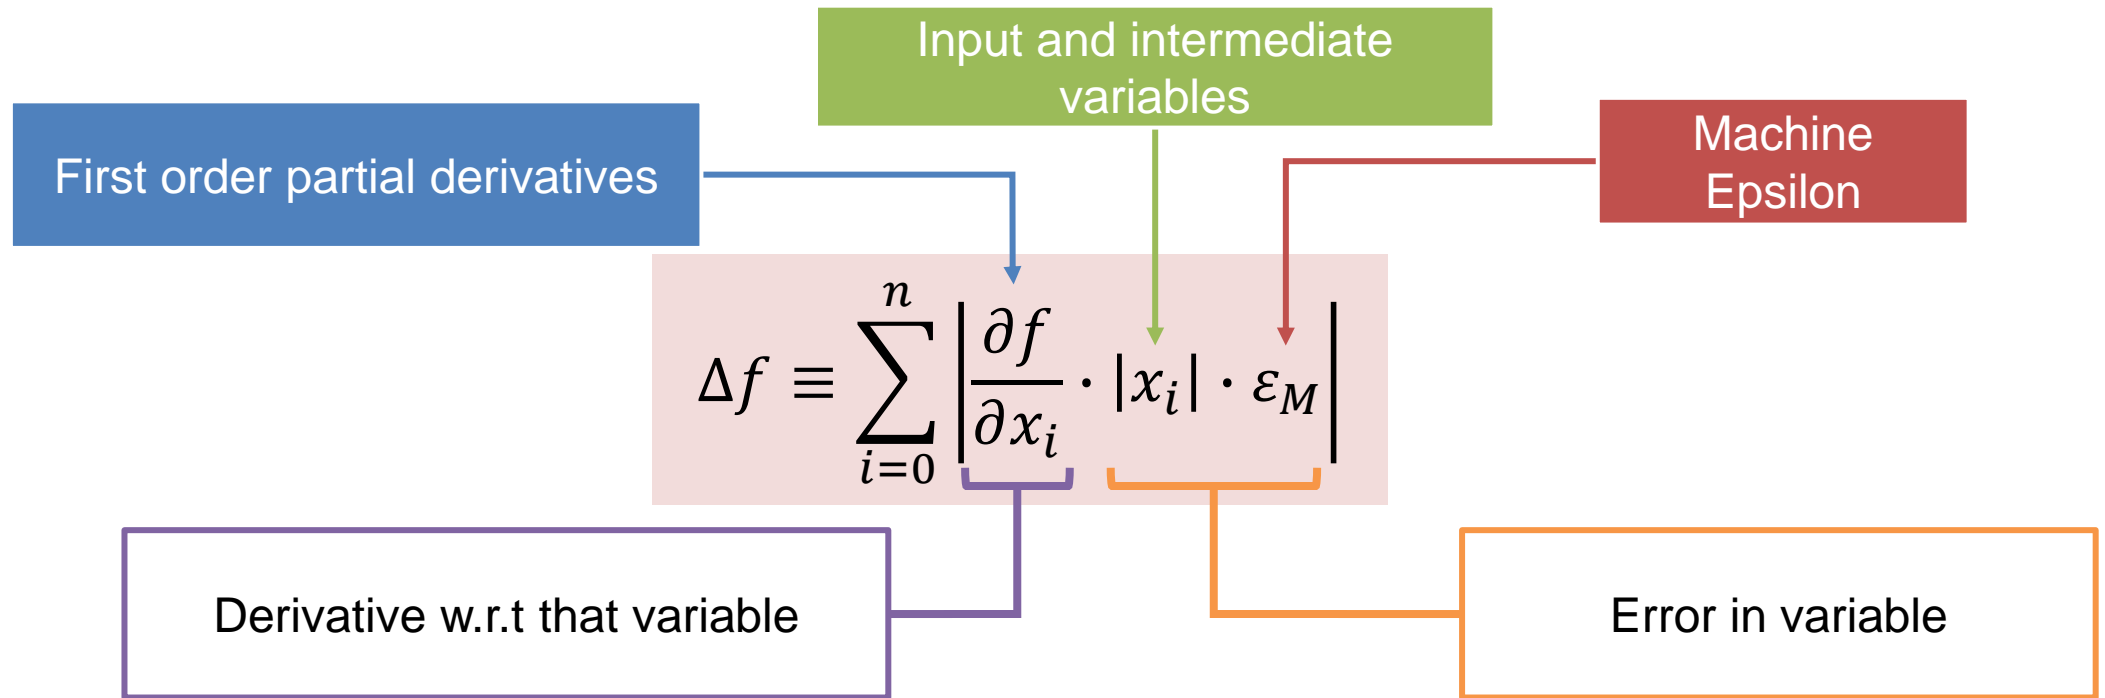 Input and intermediate
variables
First order partial derivatives
Machine
Epsilon
Δf ≡ ∑_{i=0}^{n} |∂f/∂x_i · |x_i| · ε_M|
Derivative w.r.t that variable
Error in variable